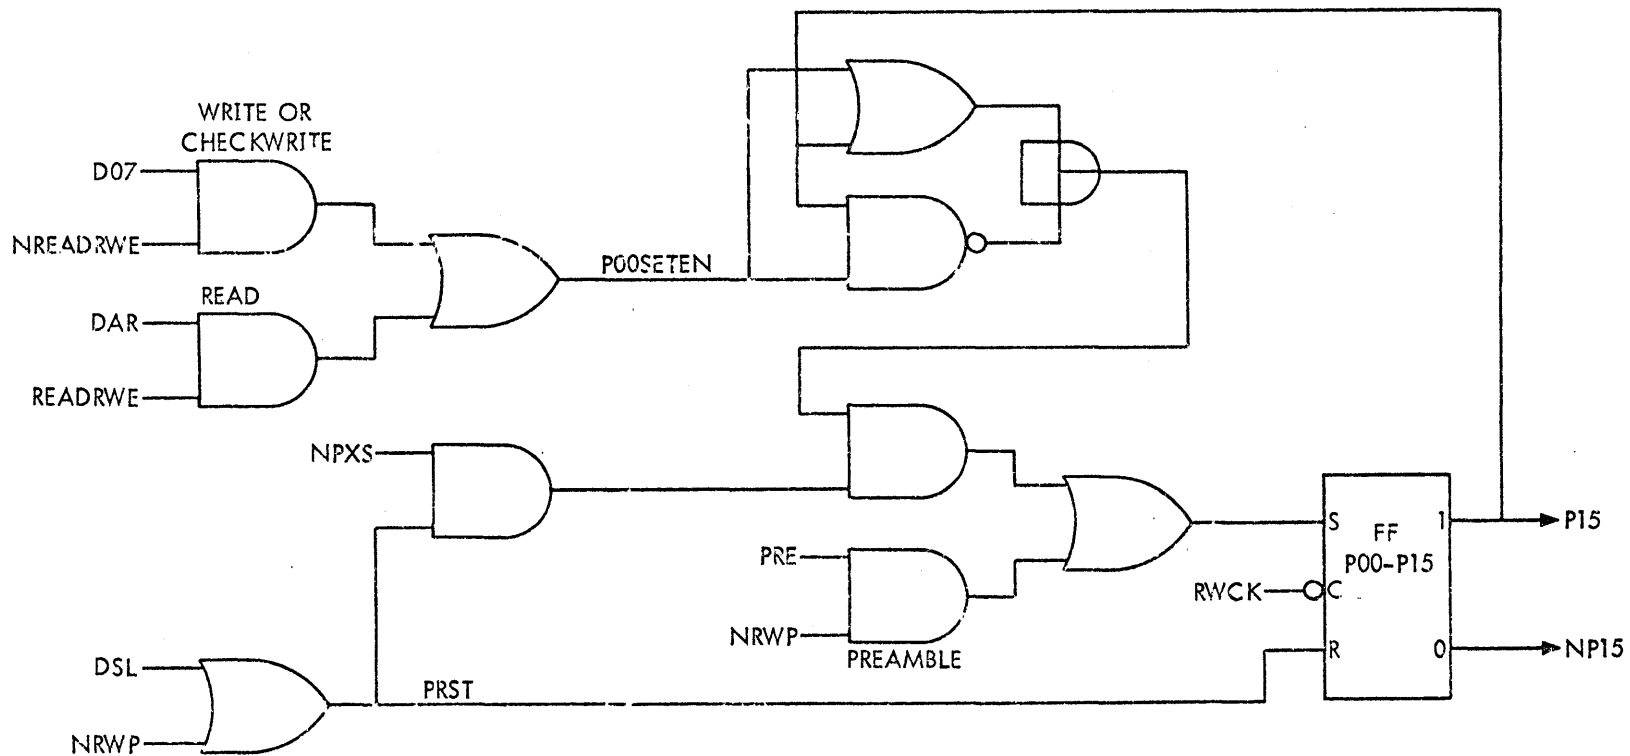 WRITE OR
CHECKWRITE
D07
NREADRWE
READ
DAR
READRWE
P00SETEN
NPXS
PRE
NRWP
PREAMBLE
DSL
NRWP
PRST
RWCK
S
C
R
FF
P00-P15
1
0
P15
NP15